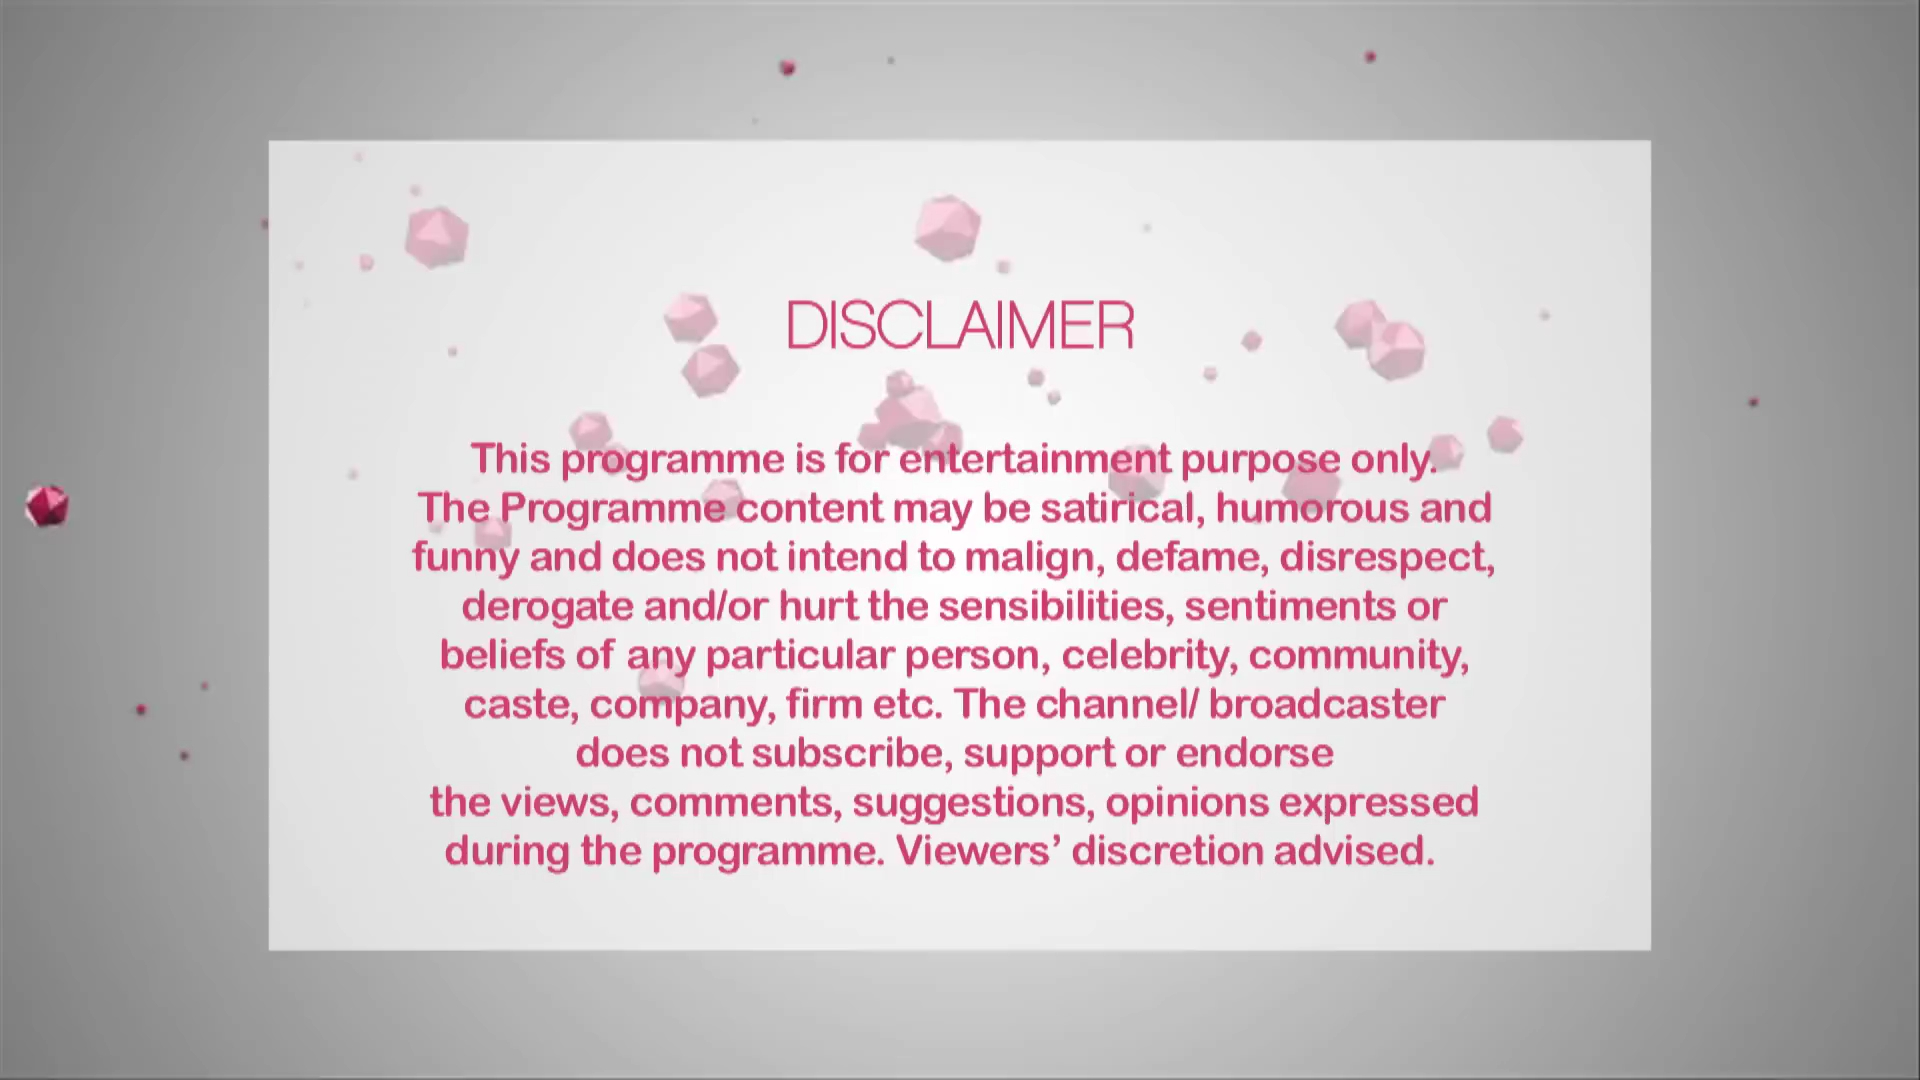 DISCLAIMER
This programme is for entertainment purpose only.
The Programme content may be satirical, humorous and
funny and does not intend to malign, defame, disrespect,
derogate and/or hurt the sensibilities, sentiments or
beliefs of any particular person, celebrity, community,
caste, company, firm etc. The channel/ broadcaster
does not subscribe, support or endorse
the views, comments, suggestions, opinions expressed
during the programme. Viewers’ discretion advised.